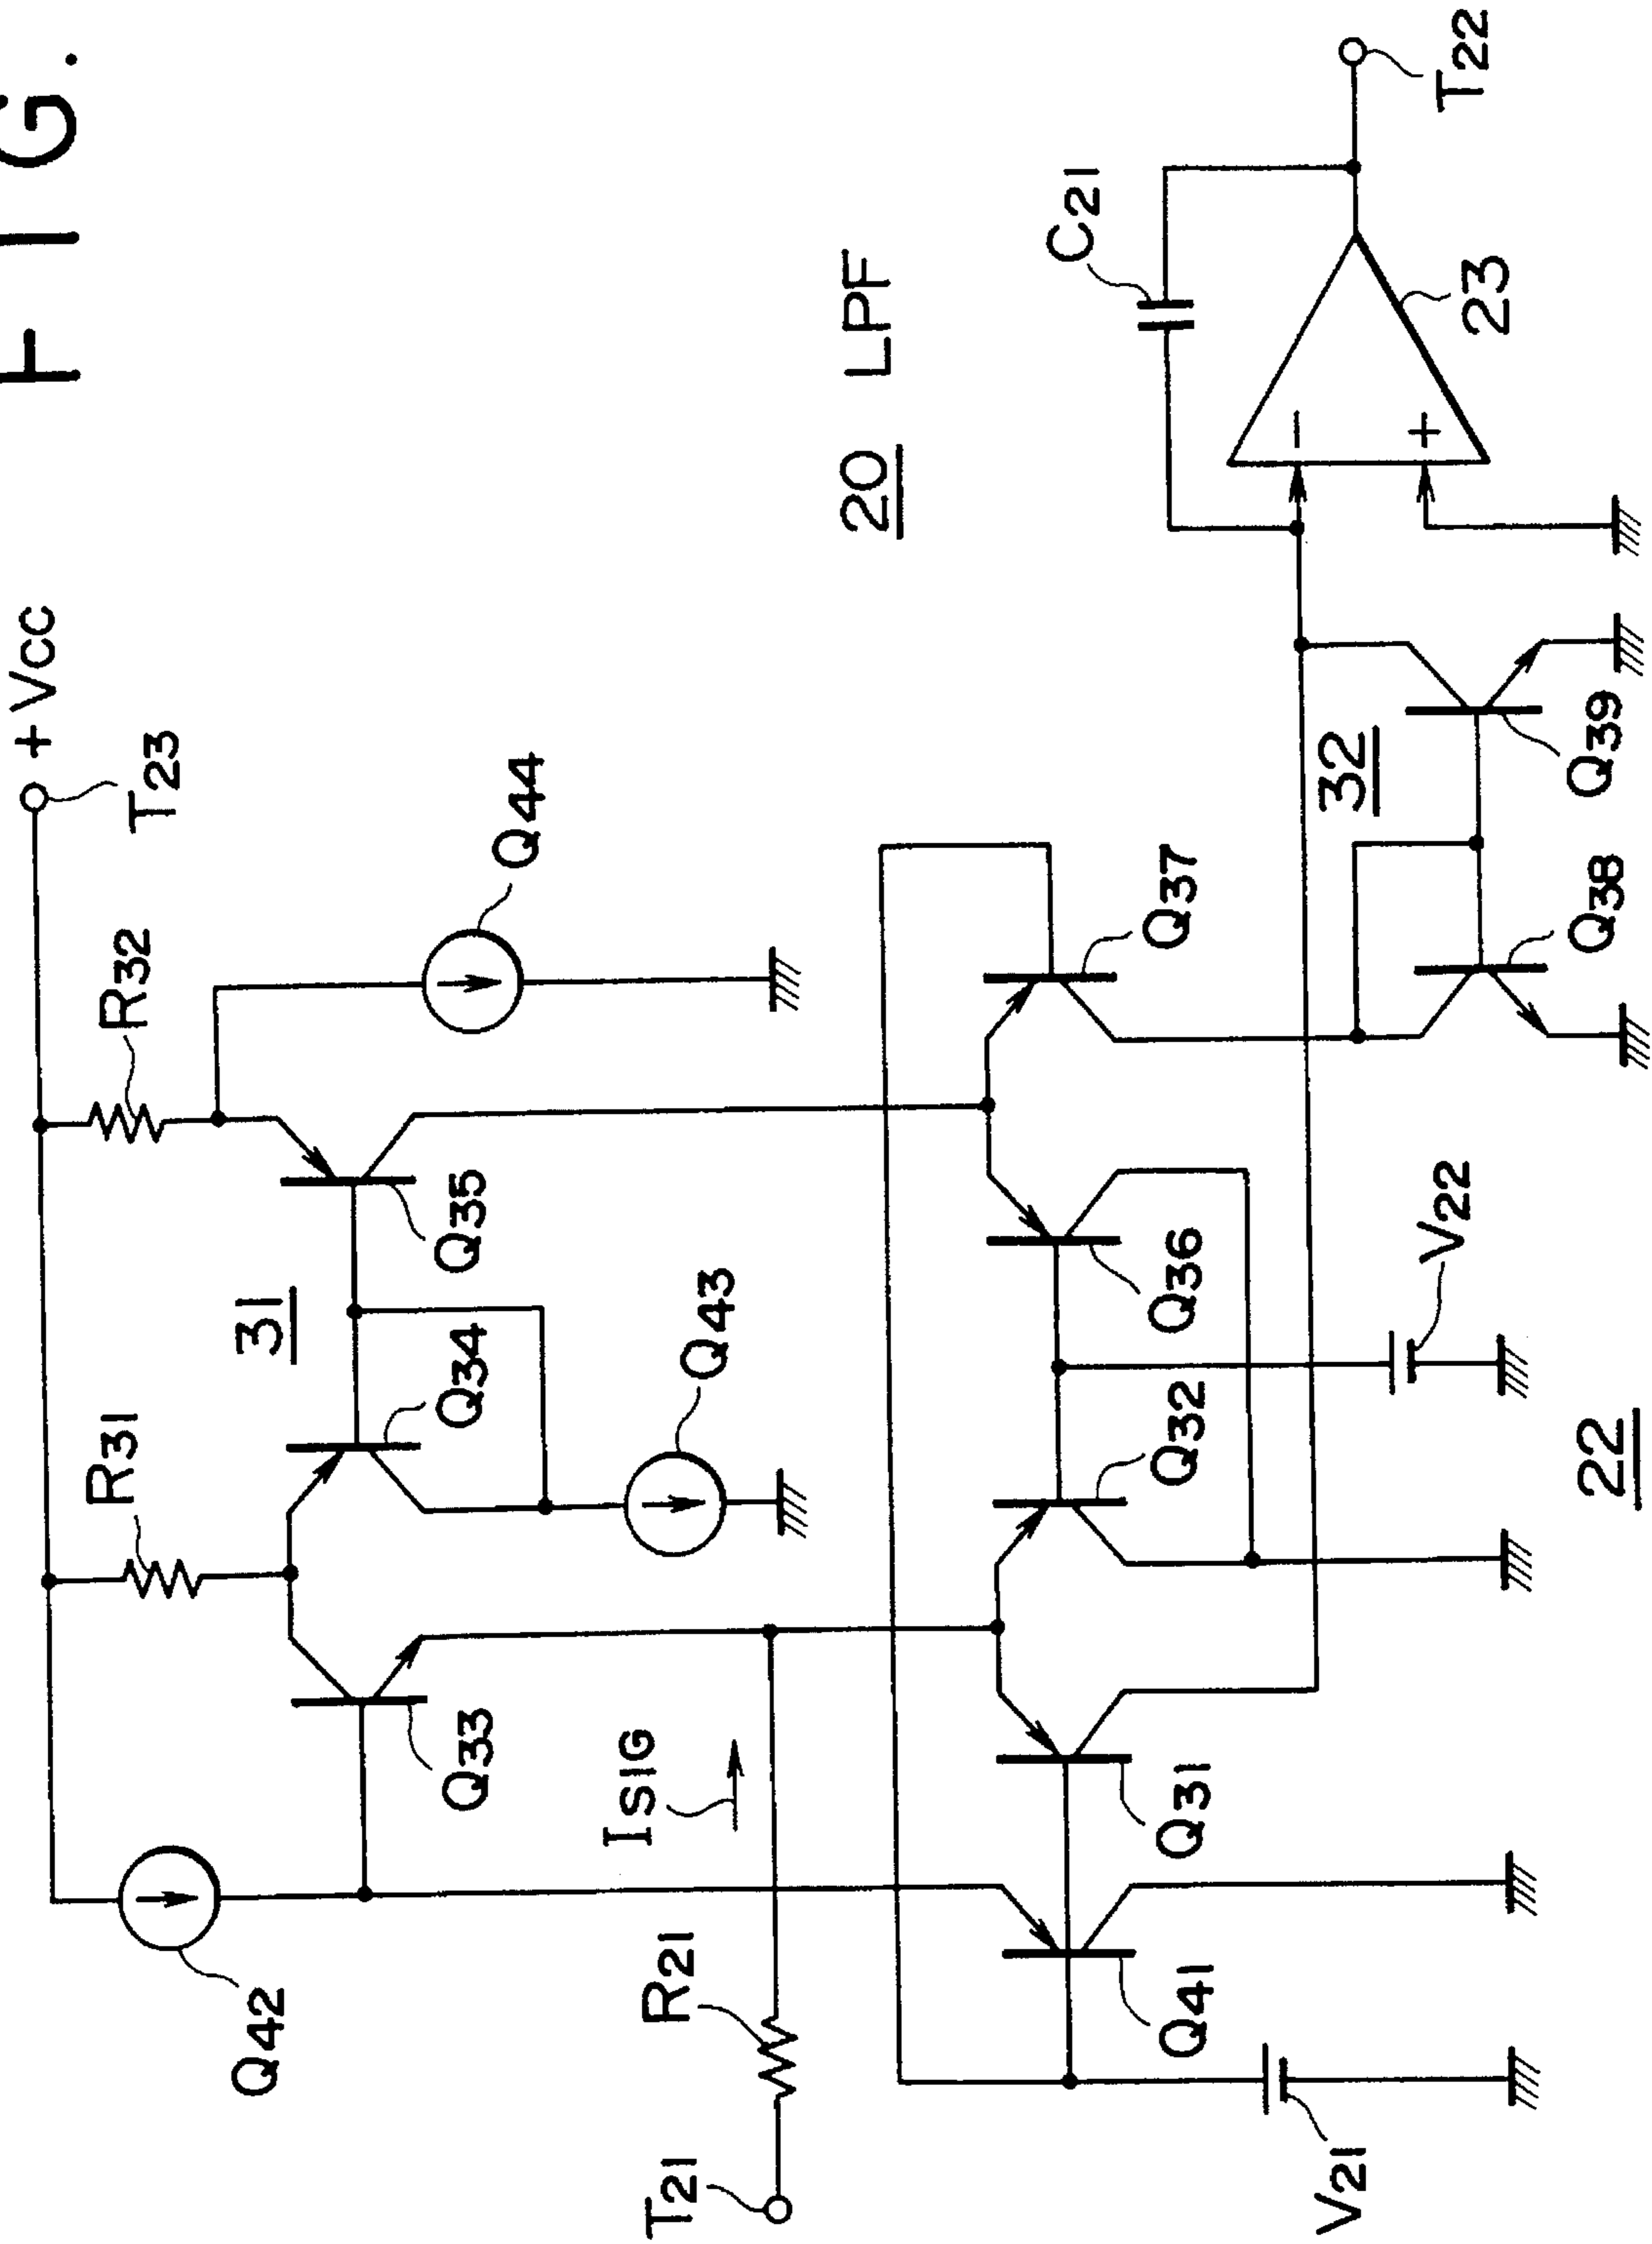 FIG.
+Vcc
T23
R32
R31
Q44
31
Q35
Q34
Q43
Q33
Q42
ISIG
R21
T21
20 LPF
C21
T22
23
Q37
Q36
Q32
Q31
Q41
32
Q39
Q38
V22
V21
22